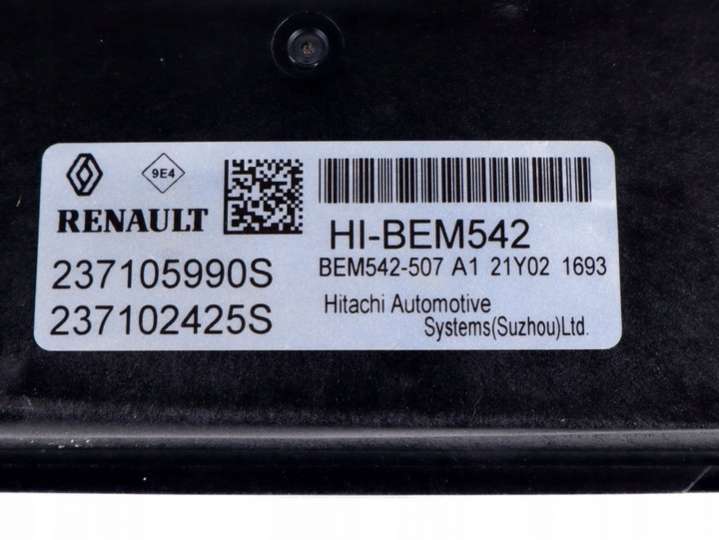 9E4
RENAULT
237105990S
237102425S
HI-BEM542
BEM542-507 A1 21Y02 1693
Hitachi Automotive
Systems(Suzhou)Ltd.